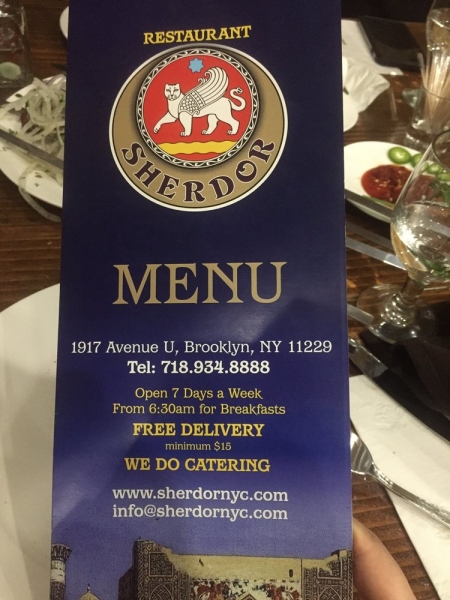 RESTAURANT
SHERDOR
MENU
1917 Avenue U, Brooklyn, NY 11229
Tel: 718.934.8888
Open 7 Days a Week
From 6:30am for Breakfasts
FREE DELIVERY
minimum $15
WE DO CATERING
www.sherdornyc.com
info@sherdornyc.com